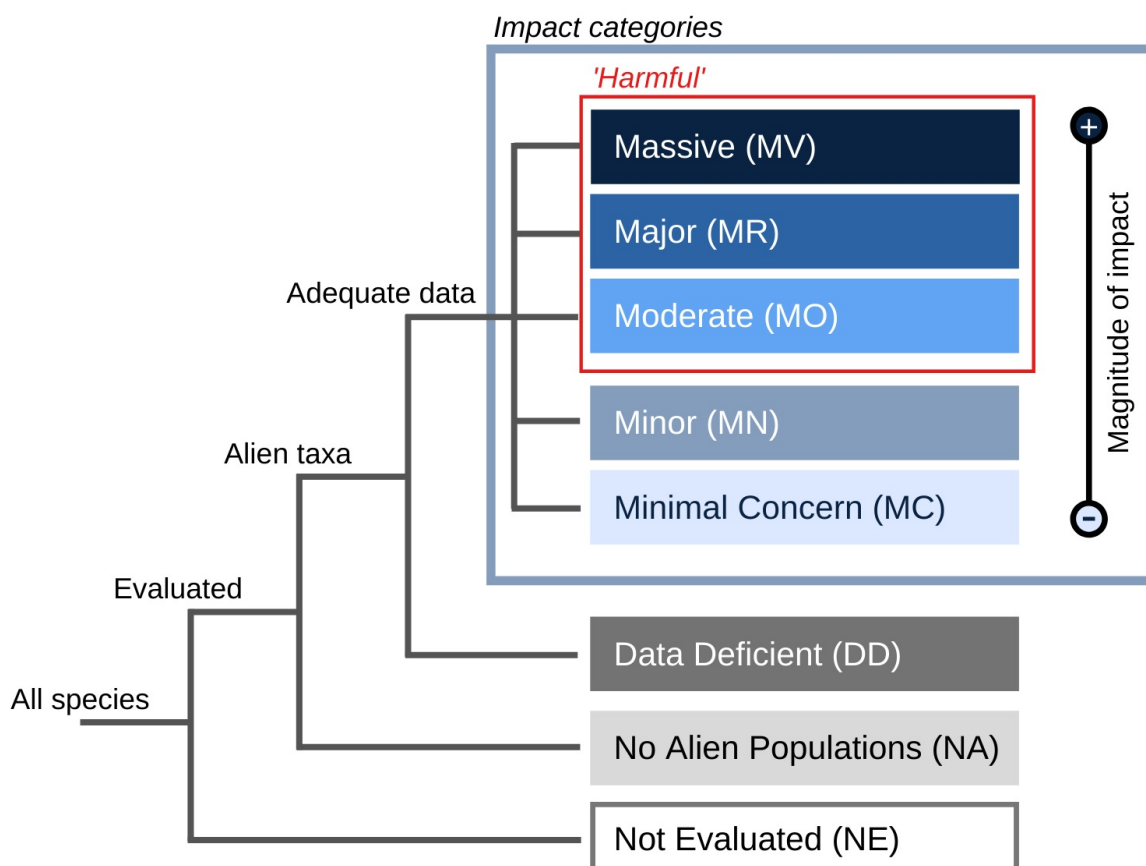 Impact categories
'Harmful'
Massive (MV)
+
Major (MR)
Adequate data
Moderate (MO)
Magnitude of impact
Minor (MN)
Alien taxa
Minimal Concern (MC)
-
Evaluated
Data Deficient (DD)
All species
No Alien Populations (NA)
Not Evaluated (NE)